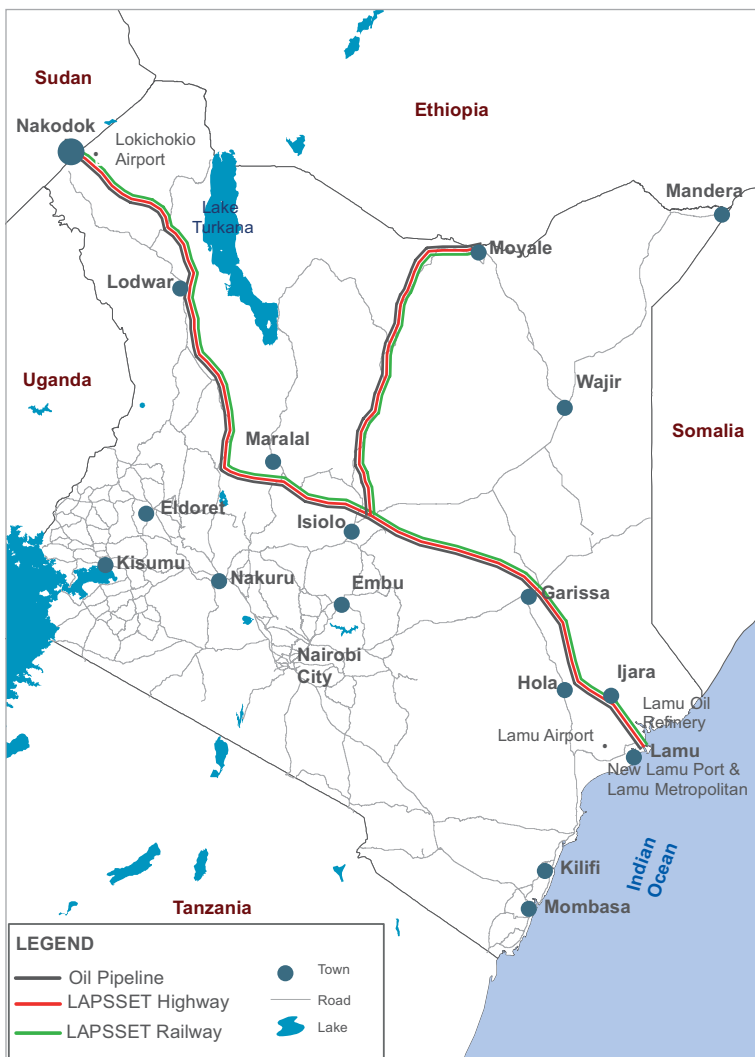 Sudan
Ethiopia
Nakodok
Lokichokio
Airport
Mandera
Lake
Turkana
Moyale
Lodwar
Uganda
Wajir
Somalia
Maralal
Eldoret
Isiolo
Kisumu
Nakuru
Embu
Garissa
Nairobi
City
Hola
Ijara
Lamu Oil
Refinery
Lamu Airport
Lamu
New Lamu Port &
Lamu Metropolitan
Kilifi
Indian
Ocean
Mombasa
Tanzania
LEGEND
Oil Pipeline
LAPSSET Highway
LAPSSET Railway
Town
Road
Lake